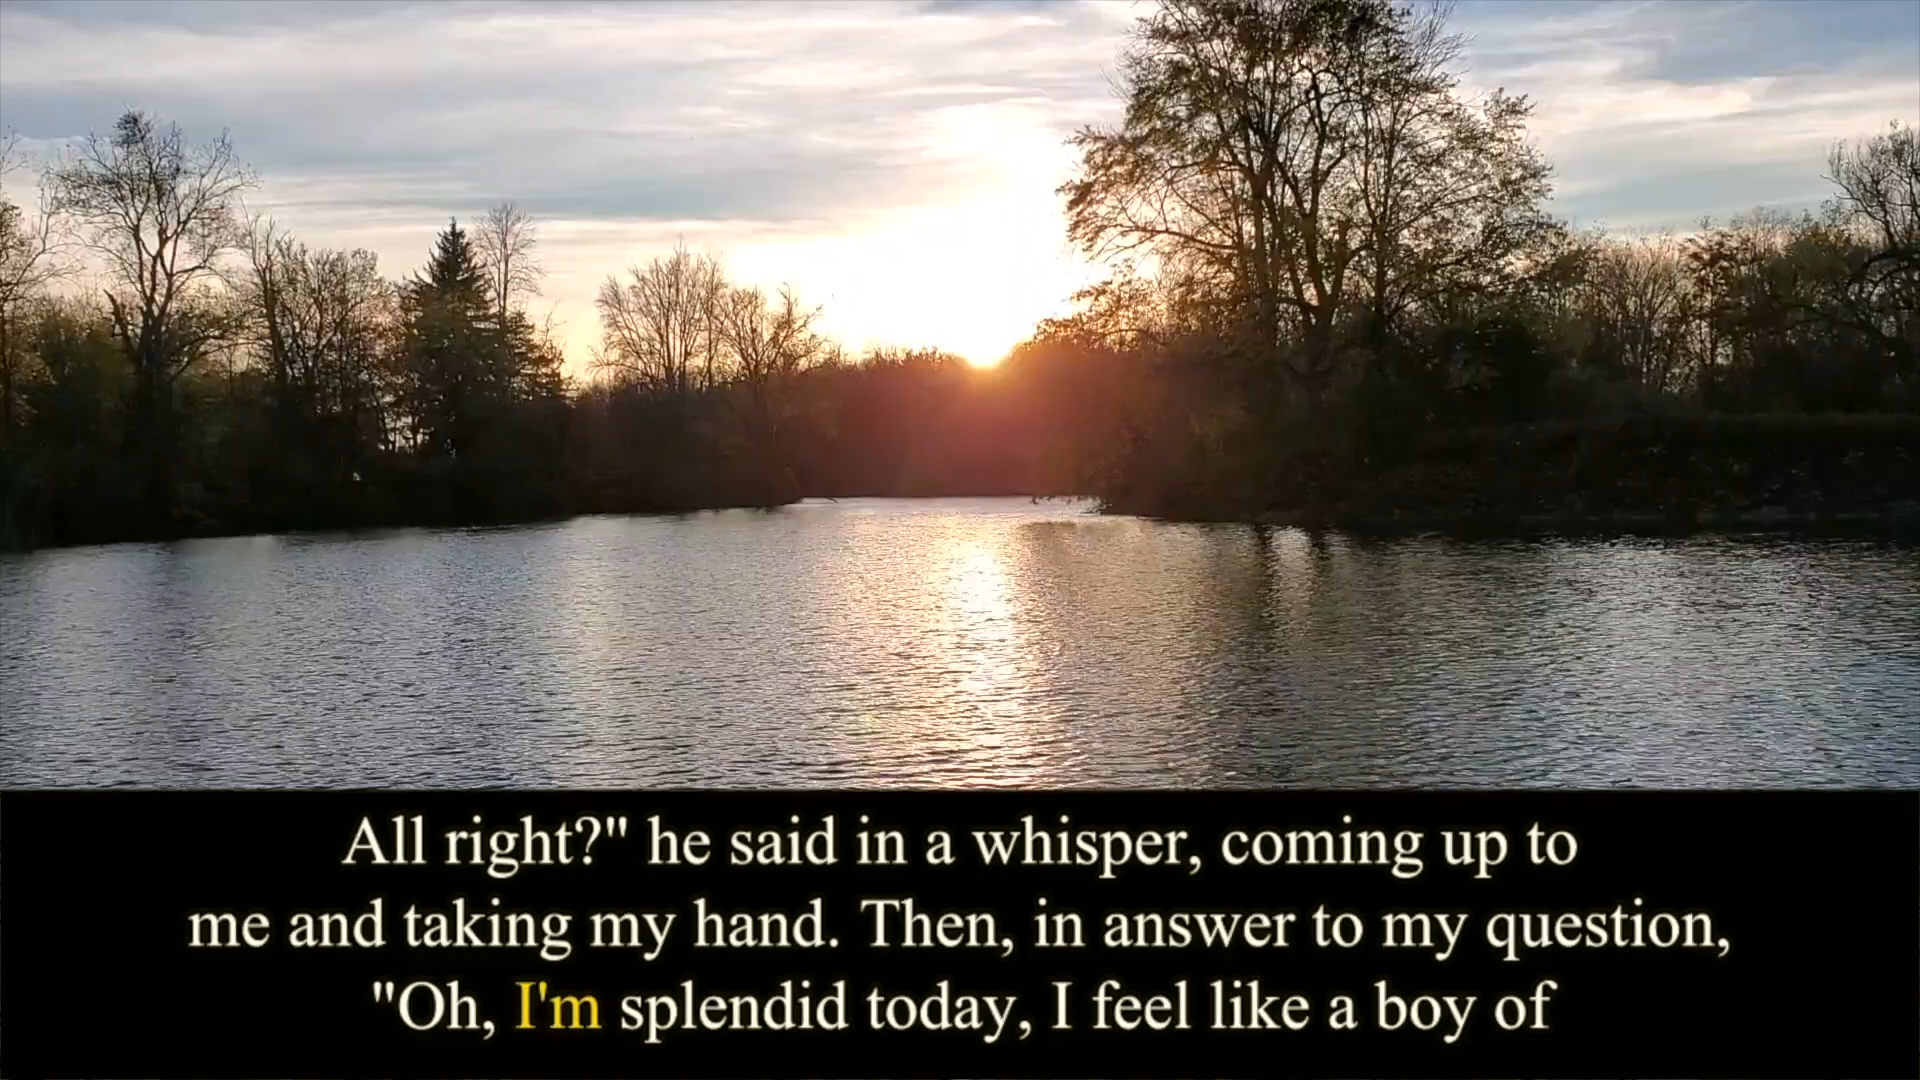 All right?" he said in a whisper, coming up to
me and taking my hand. Then, in answer to my question,
"Oh, I'm splendid today, I feel like a boy of